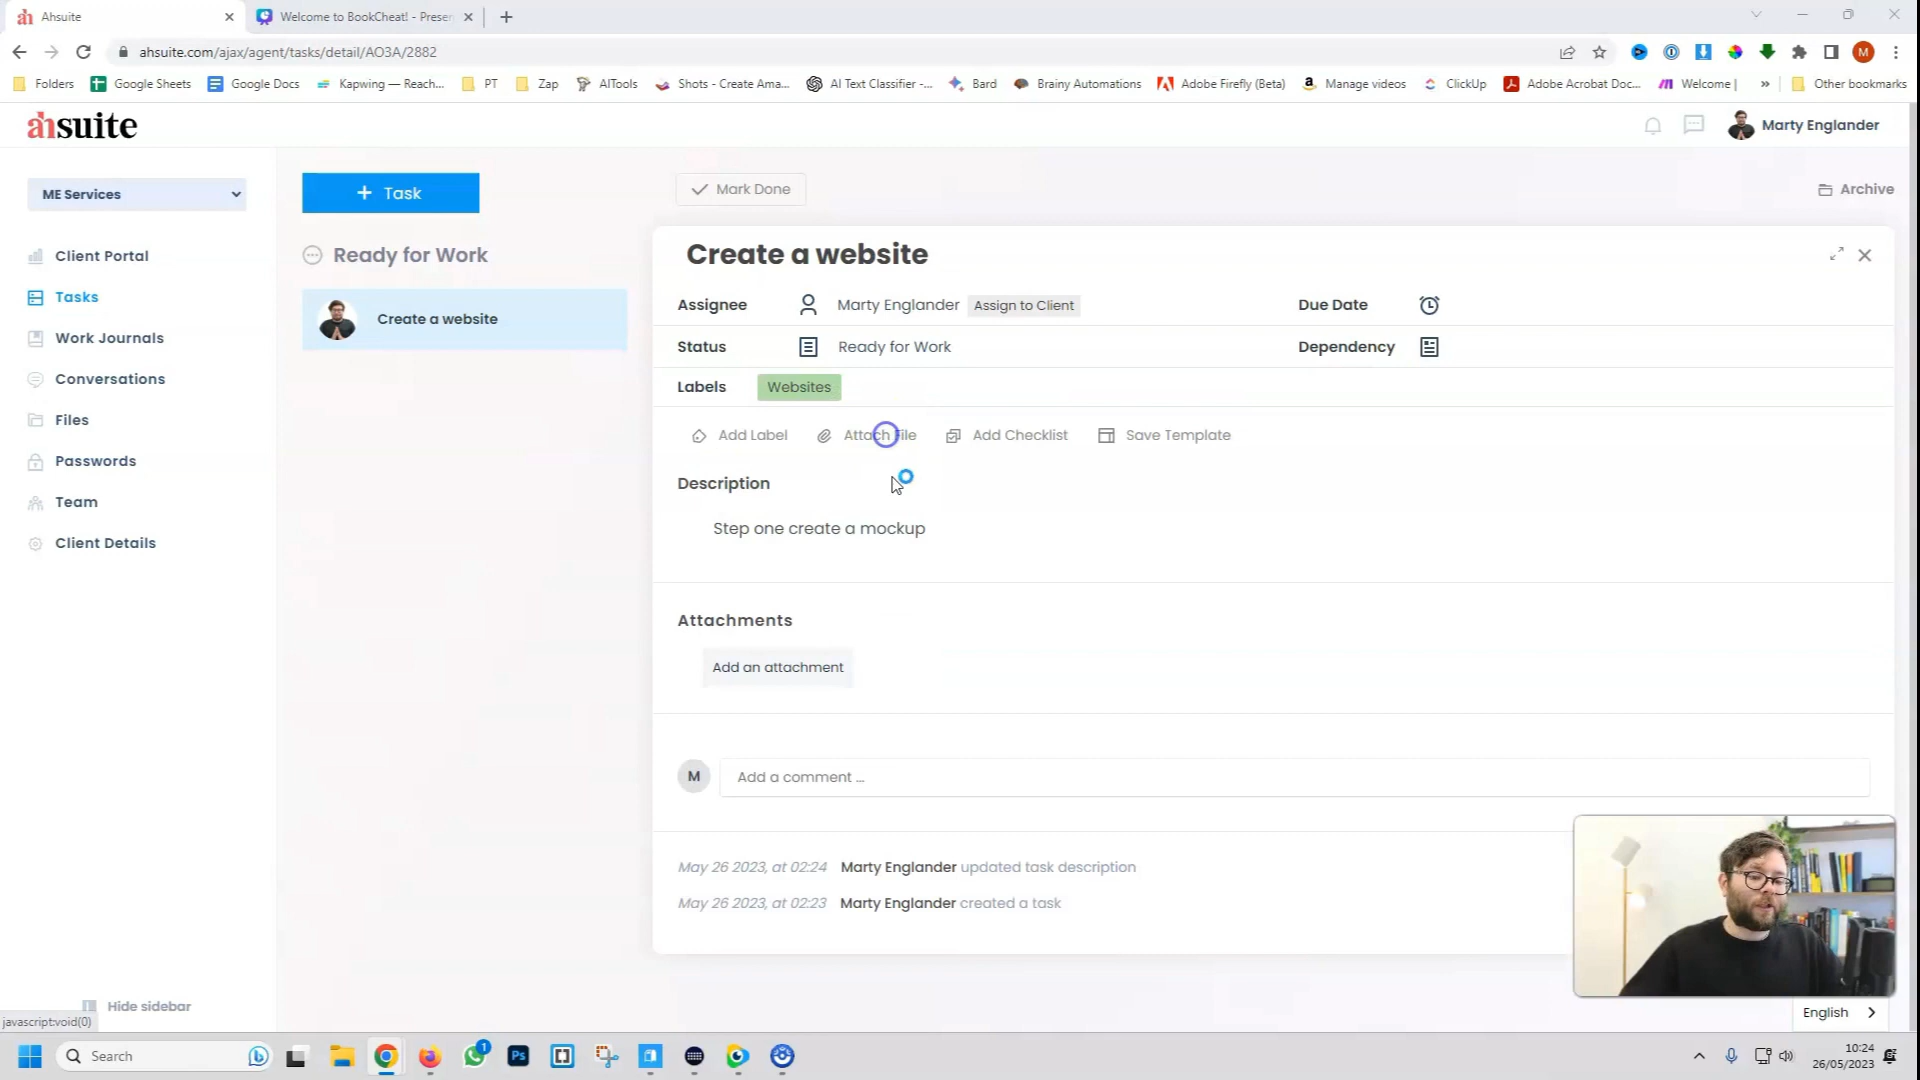 Ahsuite
Welcome to BookCheat! - Presen
ahsuite.com/ajax/agent/tasks/detail/AO3A/2882
M
Folders
Google Sheets
Google Docs
Kapwing — Reach...
PT
Zap
AITools
Shots - Create Ama...
AI Text Classifier -...
Bard
Brainy Automations
Adobe Firefly (Beta)
Manage videos
ClickUp
Adobe Acrobat Doc...
Welcome |
»
Other bookmarks
ahsuite
Marty Englander
ME Services
+ Task
Mark Done
Archive
Client Portal
Tasks
Work Journals
Conversations
Files
Passwords
Team
Client Details
Ready for Work
Create a website
Create a website
Assignee
Marty Englander
Assign to Client
Due Date
Status
Ready for Work
Dependency
Labels
Websites
Add Label
Attach File
Add Checklist
Save Template
Description
Step one create a mockup
Attachments
Add an attachment
M
Add a comment ...
May 26 2023, at 02:24 Marty Englander updated task description
May 26 2023, at 02:23 Marty Englander created a task
Hide sidebar
javascript:void(0)
English
Search
1
Ps
10:24
26/05/2023